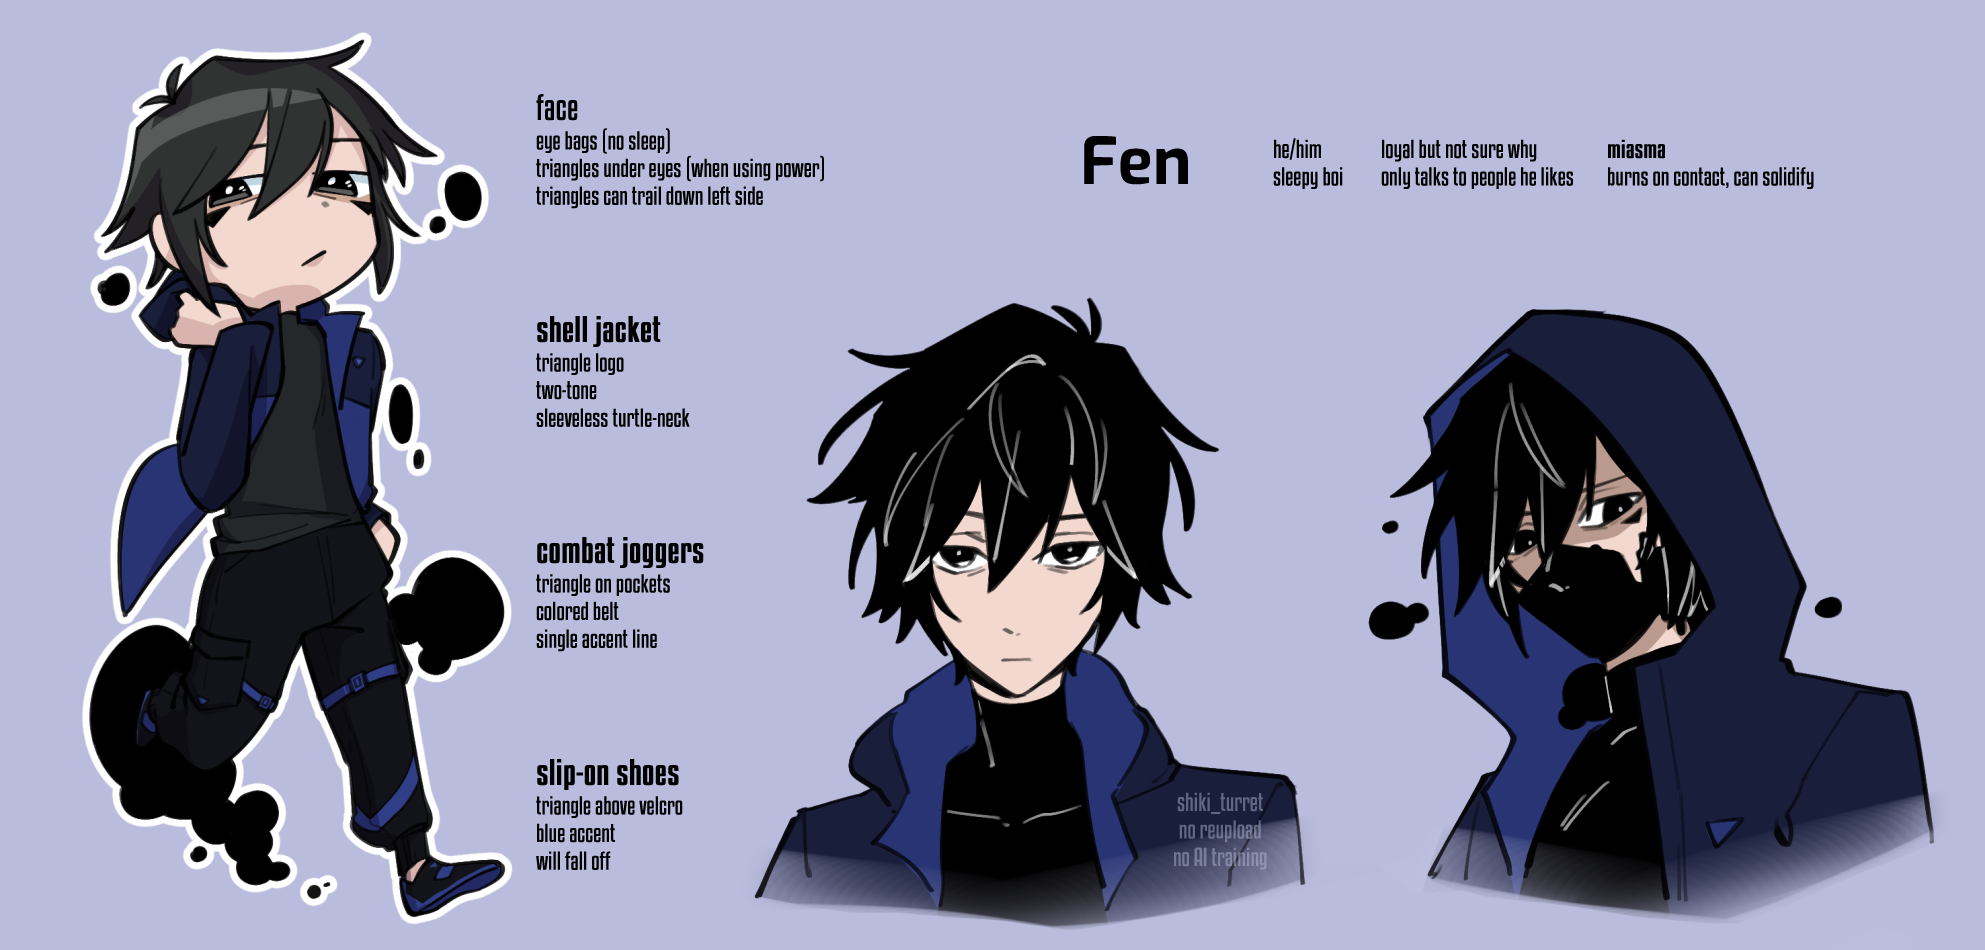 face
eye bags (no sleep)
triangles under eyes (when using power)
triangles can trail down left side
shell jacket
triangle logo
two-tone
sleeveless turtle-neck
combat joggers
triangle on pockets
colored belt
single accent line
slip-on shoes
triangle above velcro
blue accent
will fall off
Fen
he/him
sleepy boi
loyal but not sure why
only talks to people he likes
miasma
burns on contact, can solidify
shiki_turret
no reupload
no AI training